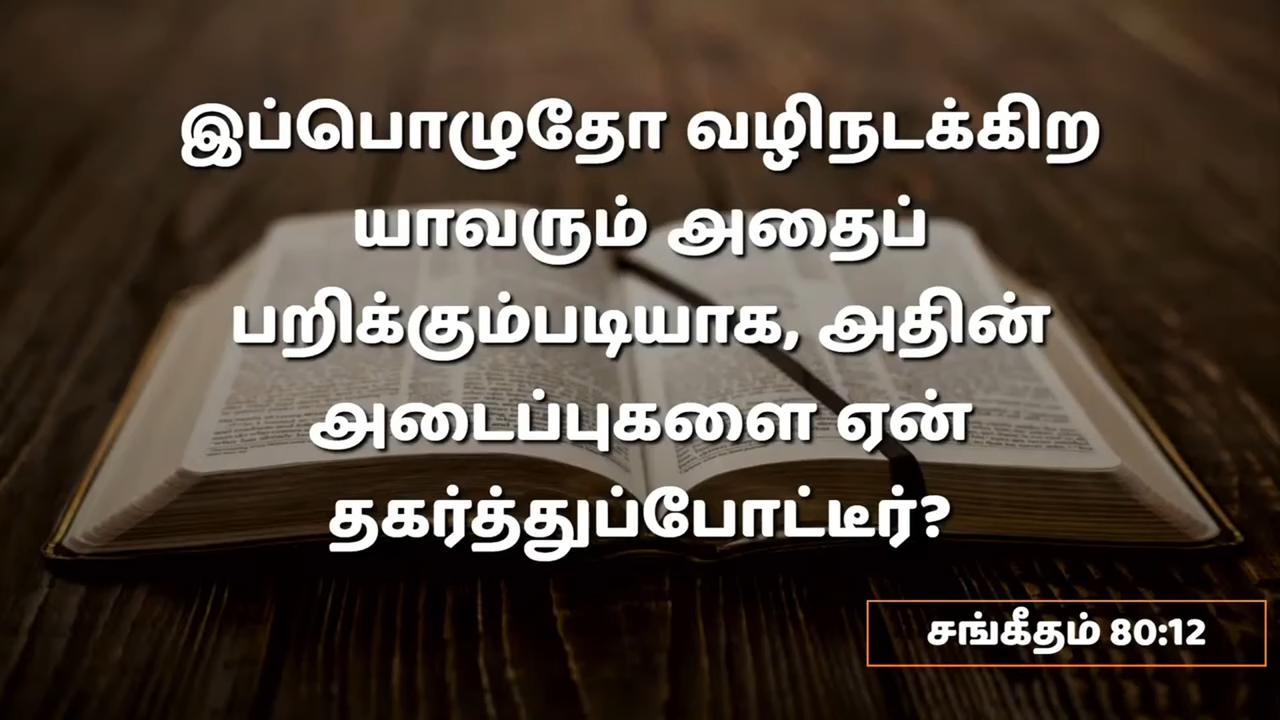 இப்பொழுதோ வழிநடக்கிற
யாவரும் அதைப்
பறிக்கும்படியாக, அதின்
அடைப்புகளை ஏன்
தகர்த்துப்போட்டீர்?
சங்கீதம் 80:12